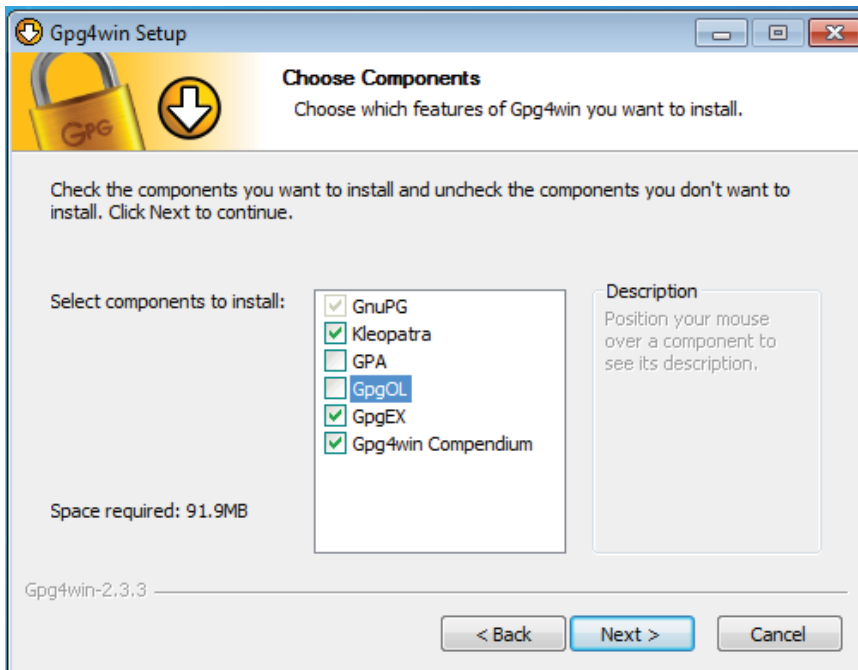 Gpg4win Setup
GPG
Choose Components
Choose which features of Gpg4win you want to install.
Check the components you want to install and uncheck the components you don't want to
install. Click Next to continue.
Select components to install:
GnuPG
Kleopatra
GPA
GpgOL
GpgEX
Gpg4win Compendium
Description
Position your mouse
over a component to
see its description.
Space required: 91.9MB
Gpg4win-2.3.3
< Back
Next >
Cancel